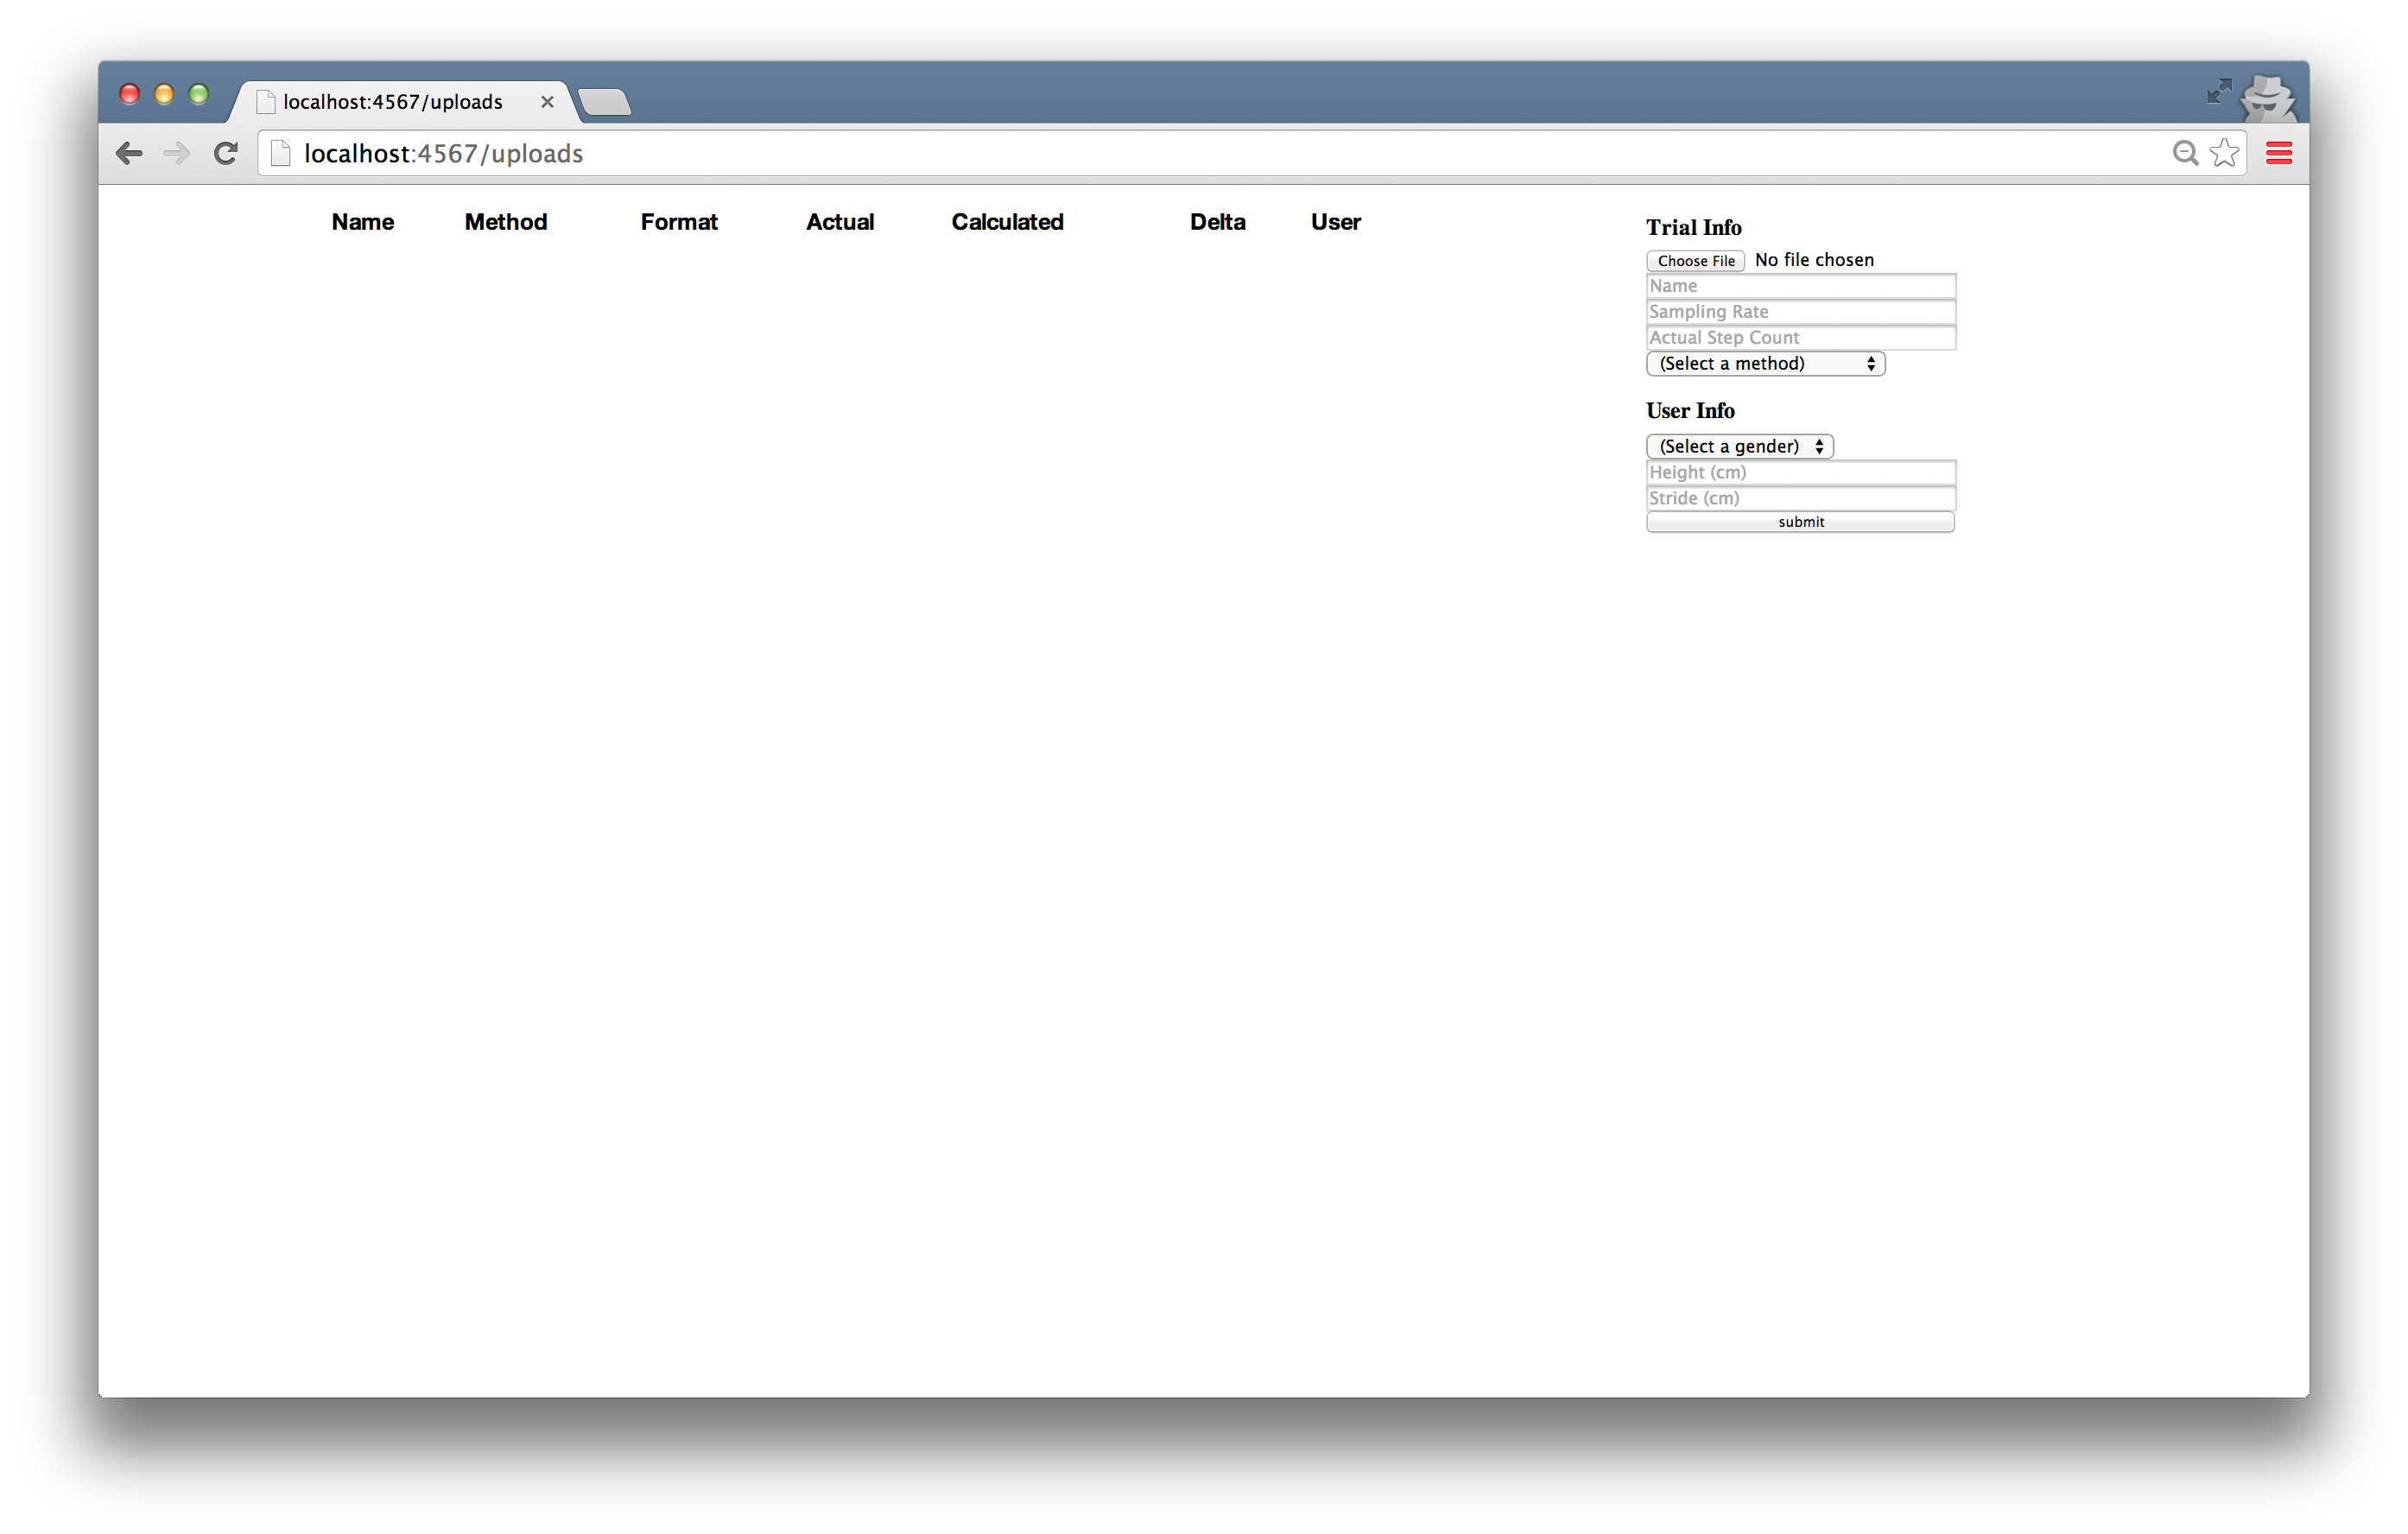 localhost:4567/uploads
localhost:4567/uploads
Name Method Format Actual Calculated Delta User
Trial Info
Choose File No file chosen
Name
Sampling Rate
Actual Step Count
(Select a method)
User Info
(Select a gender)
Height (cm)
Stride (cm)
submit